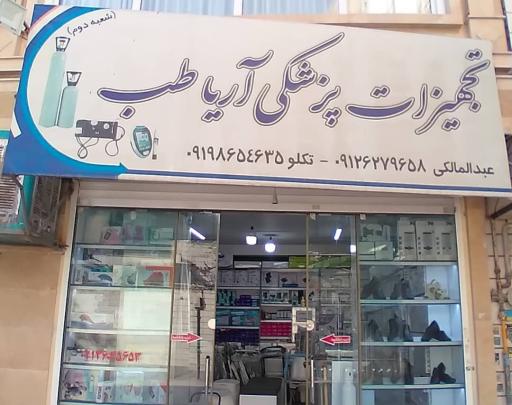 (شعبه دوم)
تجهیزات پزشکی آریا طب
عبدالمالکی ۰۹۱۲۶۲۷۹۶۵۸ - تکلو ۰۹۱۹۸۶۵۴۶۳۵